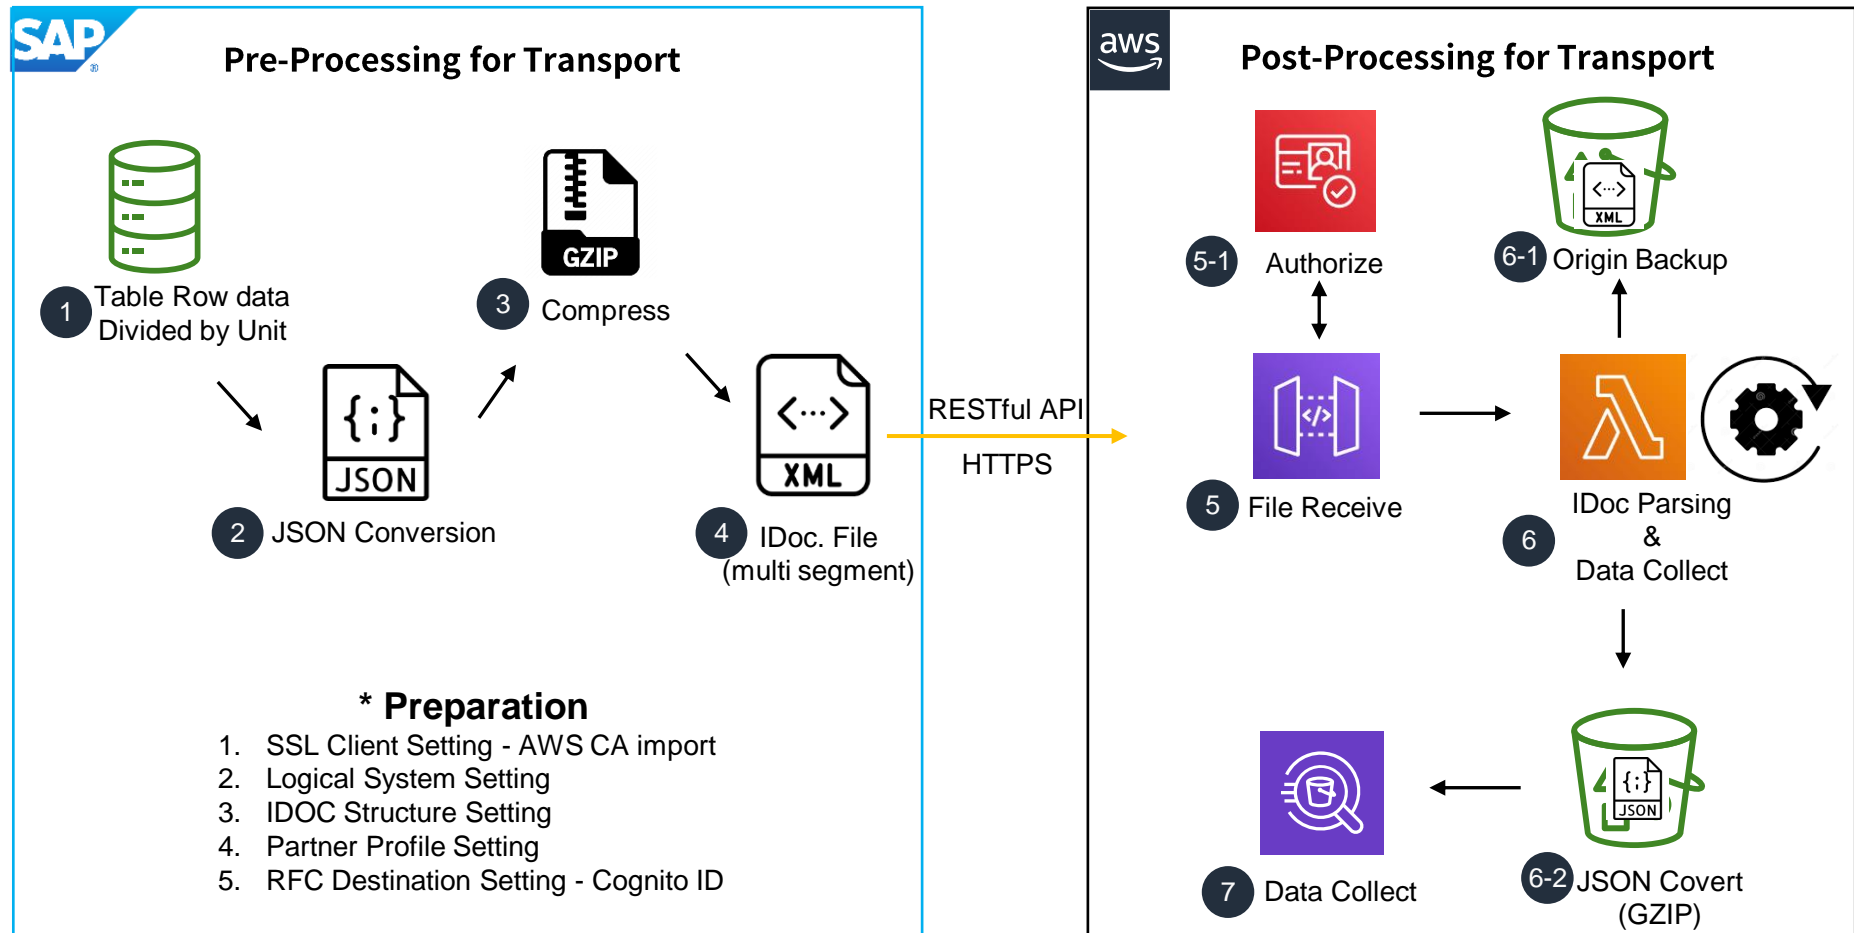 SAP
®
Pre-Processing for Transport
1
Table Row data
Divided by Unit
JSON
2
JSON Conversion
GZIP
3
Compress
XML
4
IDoc. File
(multi segment)
* Preparation
1. SSL Client Setting - AWS CA import
2. Logical System Setting
3. IDOC Structure Setting
4. Partner Profile Setting
5. RFC Destination Setting - Cognito ID
RESTful API
HTTPS
aws
Post-Processing for Transport
5-1
Authorize
XML
6-1
Origin Backup
5
File Receive
6
IDoc Parsing
&
Data Collect
JSON
6-2
JSON Covert
(GZIP)
7
Data Collect